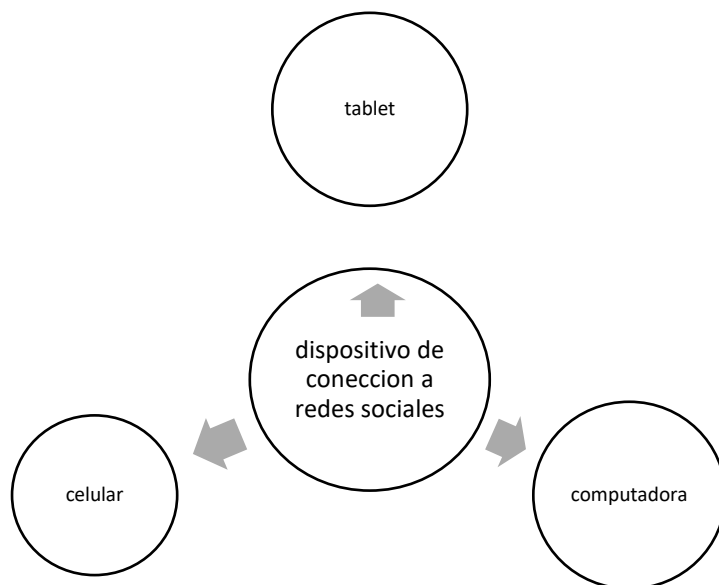 tablet
dispositivo de
coneccion a
redes sociales
celular
computadora